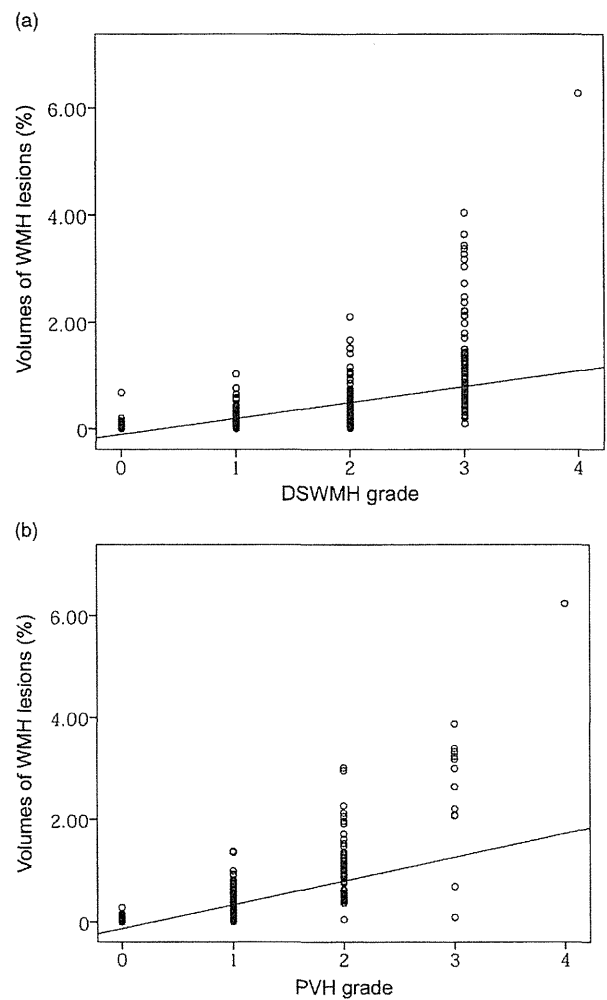 (a)
Volumes of WMH lesions (%)
6.00
4.00
2.00
0
0 1 2 3 4
DSWMH grade
(b)
Volumes of WMH lesions (%)
6.00
4.00
2.00
0
0 1 2 3 4
PVH grade